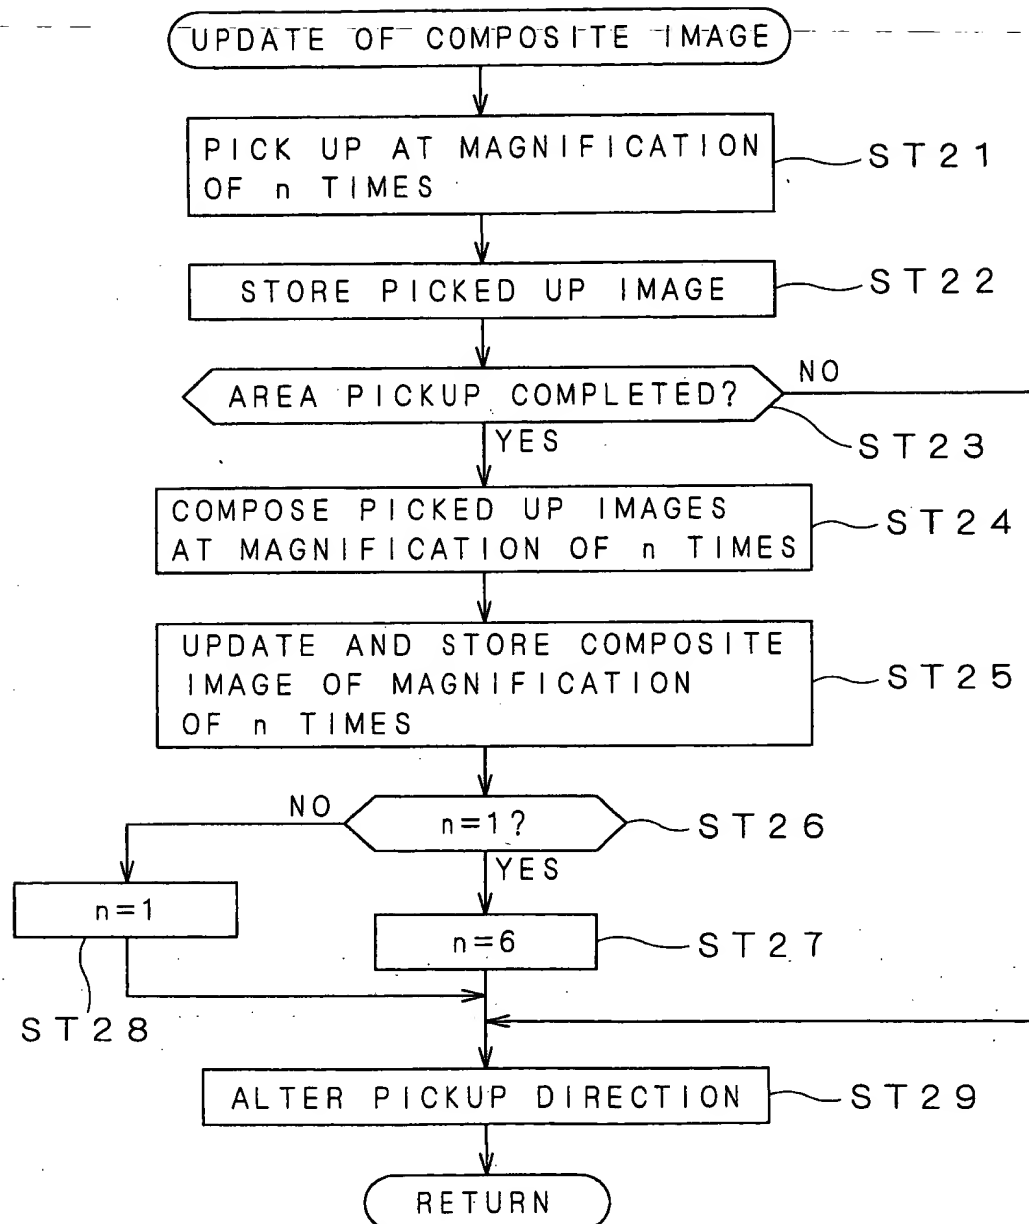 UPDATE OF COMPOSITE IMAGE
PICK UP AT MAGNIFICATION
OF n TIMES
ST21
STORE PICKED UP IMAGE
ST22
AREA PICKUP COMPLETED?
NO
ST23
YES
COMPOSE PICKED UP IMAGES
AT MAGNIFICATION OF n TIMES
ST24
UPDATE AND STORE COMPOSITE
IMAGE OF MAGNIFICATION
OF n TIMES
ST25
NO
n=1?
ST26
YES
n=1
n=6
ST27
ST28
ALTER PICKUP DIRECTION
ST29
RETURN